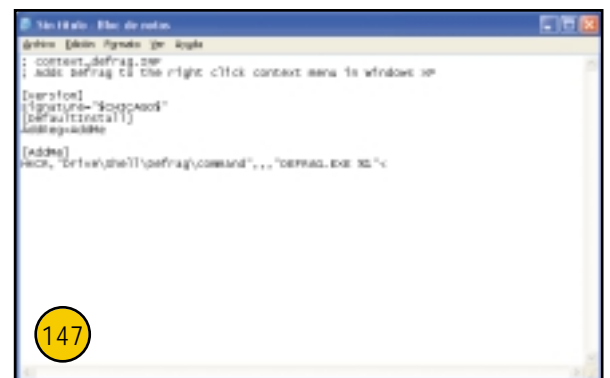 Sin título - Bloc de notas
Archivo Edición Formato Ver Ayuda
; context_defrag.INF
; Adds Defrag to the right click context menu in windows XP
[version]
signature="$CHICAGO$"
[DefaultInstall]
AddReg=AddMe
[AddMe]
HKCR,"Drive\Shell\Defrag\command",,,"DEFRAG.EXE %1"<
147